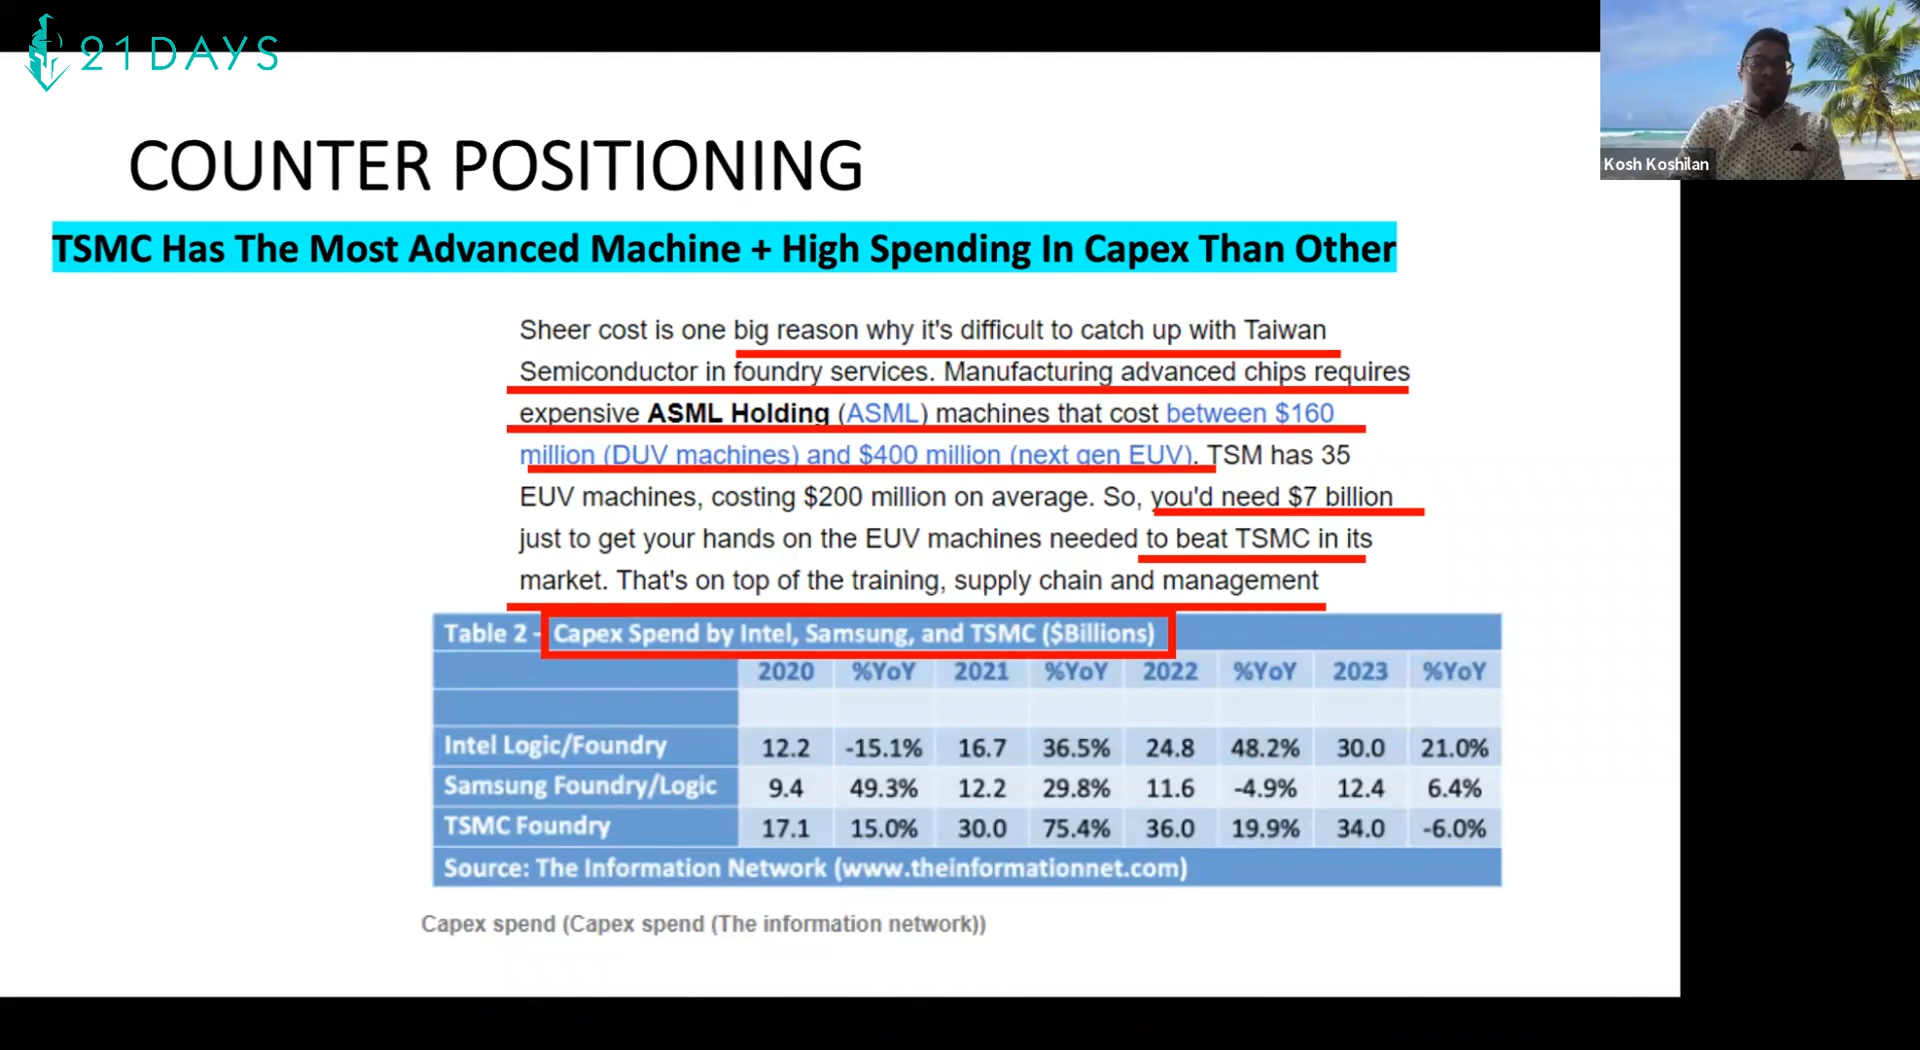 21DAYS
Kosh Koshilan
COUNTER POSITIONING
TSMC Has The Most Advanced Machine + High Spending In Capex Than Other
Sheer cost is one big reason why it's difficult to catch up with Taiwan
Semiconductor in foundry services. Manufacturing advanced chips requires
expensive ASML Holding (ASML) machines that cost between $160
million (DUV machines) and $400 million (next gen EUV). TSM has 35
EUV machines, costing $200 million on average. So, you'd need $7 billion
just to get your hands on the EUV machines needed to beat TSMC in its
market. That's on top of the training, supply chain and management
Table 2 - Capex Spend by Intel, Samsung, and TSMC ($Billions)
2020 %YoY 2021 %YoY 2022 %YoY 2023 %YoY
Intel Logic/Foundry 12.2 -15.1% 16.7 36.5% 24.8 48.2% 30.0 21.0%
Samsung Foundry/Logic 9.4 49.3% 12.2 29.8% 11.6 -4.9% 12.4 6.4%
TSMC Foundry 17.1 15.0% 30.0 75.4% 36.0 19.9% 34.0 -6.0%
Source: The Information Network (www.theinformationnet.com)
Capex spend (Capex spend (The information network))